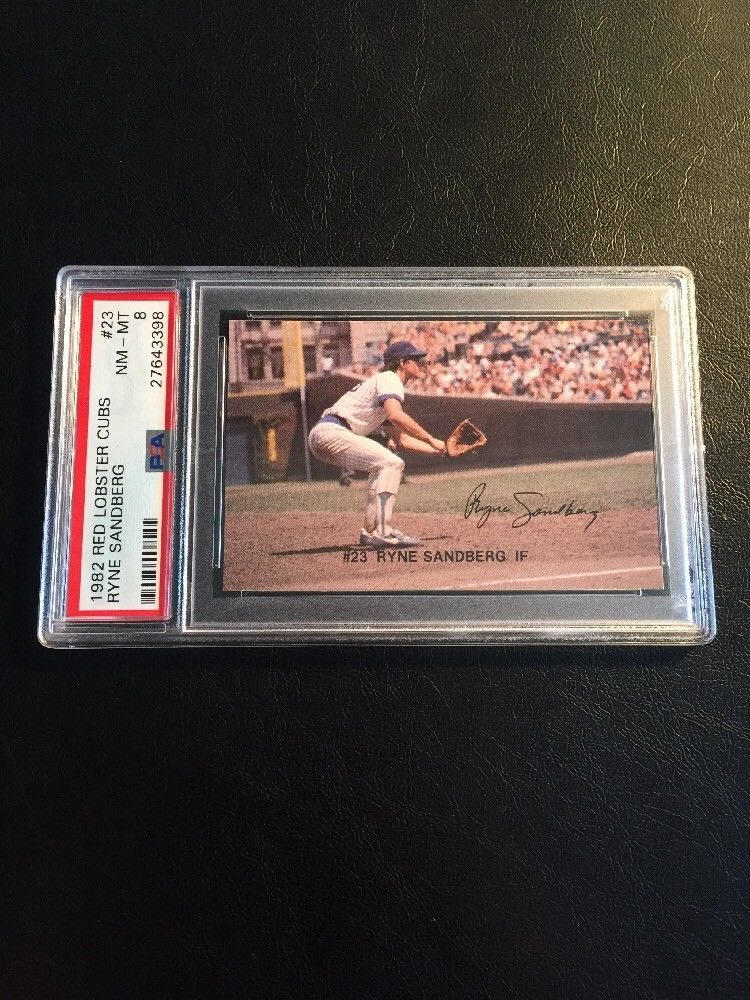 1982 RED LOBSTER CUBS #23
RYNE SANDBERG NM - MT
8
PSA 27643398
Ryne Sandberg
#23 RYNE SANDBERG IF